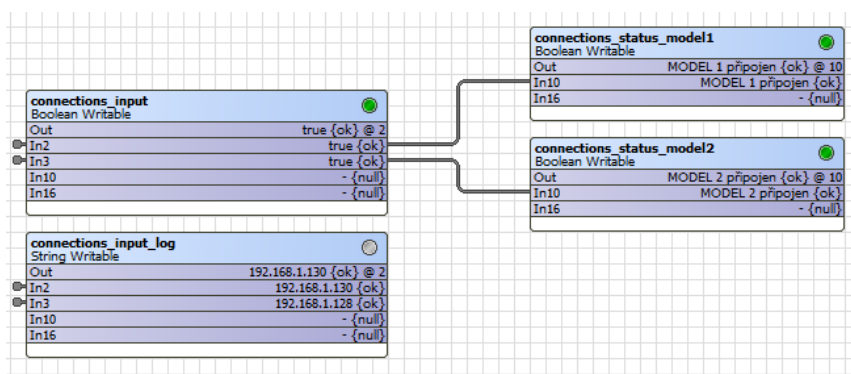 connections_status_model1
Boolean Writable
Out MODEL 1 připojen {ok} @ 10
In10 MODEL 1 připojen {ok}
In16 - {null}
connections_input
Boolean Writable
Out true {ok} @ 2
In2 true {ok}
In3 true {ok}
In10 - {null}
In16 - {null}
connections_status_model2
Boolean Writable
Out MODEL 2 připojen {ok} @ 10
In10 MODEL 2 připojen {ok}
In16 - {null}
connections_input_log
String Writable
Out 192.168.1.130 {ok} @ 2
In2 192.168.1.130 {ok}
In3 192.168.1.128 {ok}
In10 - {null}
In16 - {null}